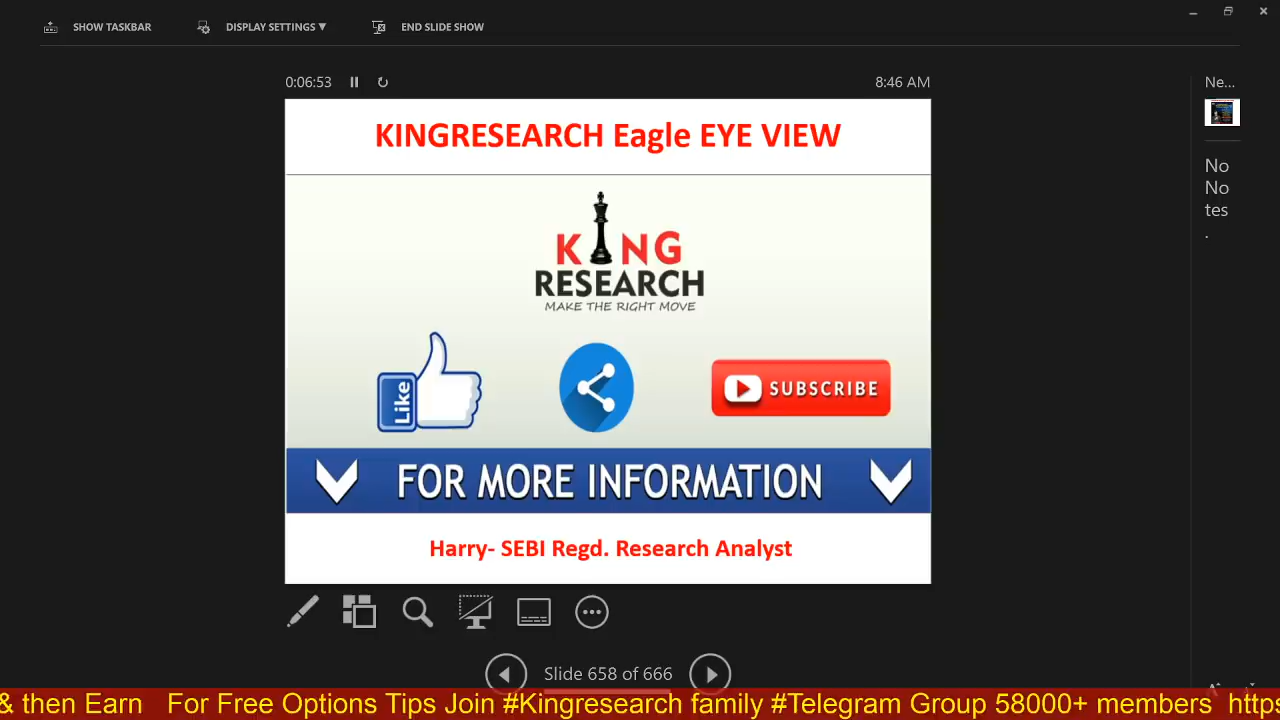 SHOW TASKBAR DISPLAY SETTINGS ▼ END SLIDE SHOW
0:06:53 8:46 AM
KINGRESEARCH Eagle EYE VIEW
KING
RESEARCH
MAKE THE RIGHT MOVE
Like
SUBSCRIBE
FOR MORE INFORMATION
Harry- SEBI Regd. Research Analyst
Slide 658 of 666
Ne...
No
No
tes
.
& then Earn For Free Options Tips Join #Kingresearch family #Telegram Group 58000+ members https